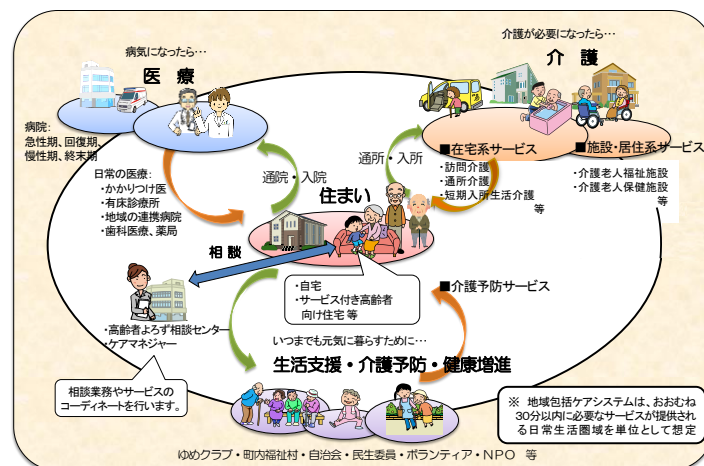 病気になったら…
医 療
介護が必要になったら…
介 護
病院：
急性期、回復期、
慢性期、終末期
日常の医療：
・かかりつけ医
・有床診療所
・地域の連携病院
・歯科医療、薬局
通院・入院
通所・入所
住まい
■在宅系サービス
・訪問介護
・通所介護
・短期入所生活介護
等
■施設・居住系サービス
・介護老人福祉施設
・介護老人保健施設
等
相 談
・自宅
・サービス付き高齢者
向け住宅 等
■介護予防サービス
・高齢者よろず相談センター
・ケアマネジャー
相談業務やサービスの
コーディネートを行います。
いつまでも元気に暮らすために…
生活支援・介護予防・健康増進
※ 地域包括ケアシステムは、おおむね
30分以内に必要なサービスが提供され
る日常生活圏域を単位として想定
ゆめクラブ・町内福祉村・自治会・民生委員・ボランティア・NPO 等